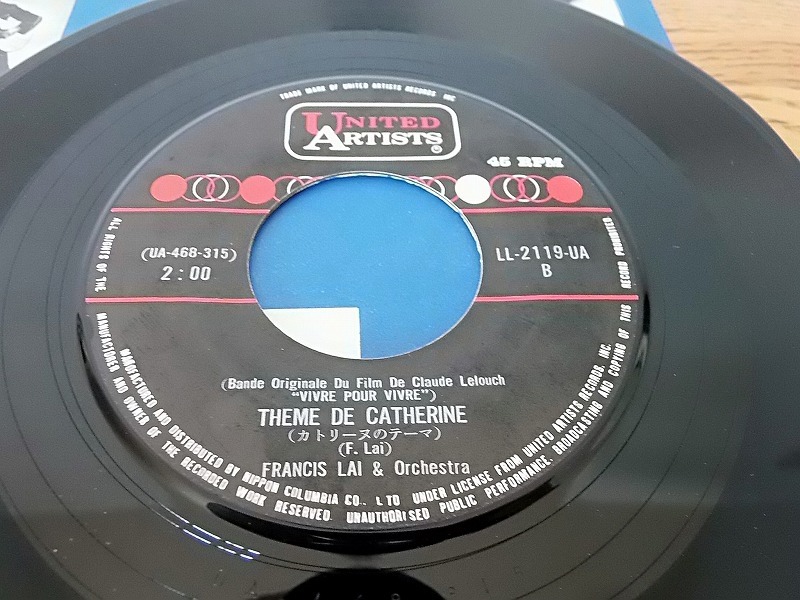 TRADE MARK OF UNITED ARTISTS RECORDS, INC
UNITED
ARTISTS
®
45 RPM
(UA-468-315)
2:00
LL-2119-UA
B
(Bande Originale Du Film De Claude Lelouch
"VIVRE POUR VIVRE")
THEME DE CATHERINE
(カトリーヌのテーマ)
(F. Lai)
FRANCIS LAI & Orchestra
MANUFACTURED AND DISTRIBUTED BY NIPPON COLUMBIA CO., LTD UNDER LICENSE FROM UNITED ARTISTS RECORDS, INC.
ALL RIGHTS OF THE MANUFACTURER AND OWNER OF THE RECORDED WORK RESERVED. UNAUTHORISED PUBLIC PERFORMANCE, BROADCASTING AND COPYING OF THIS RECORD PROHIBITED.